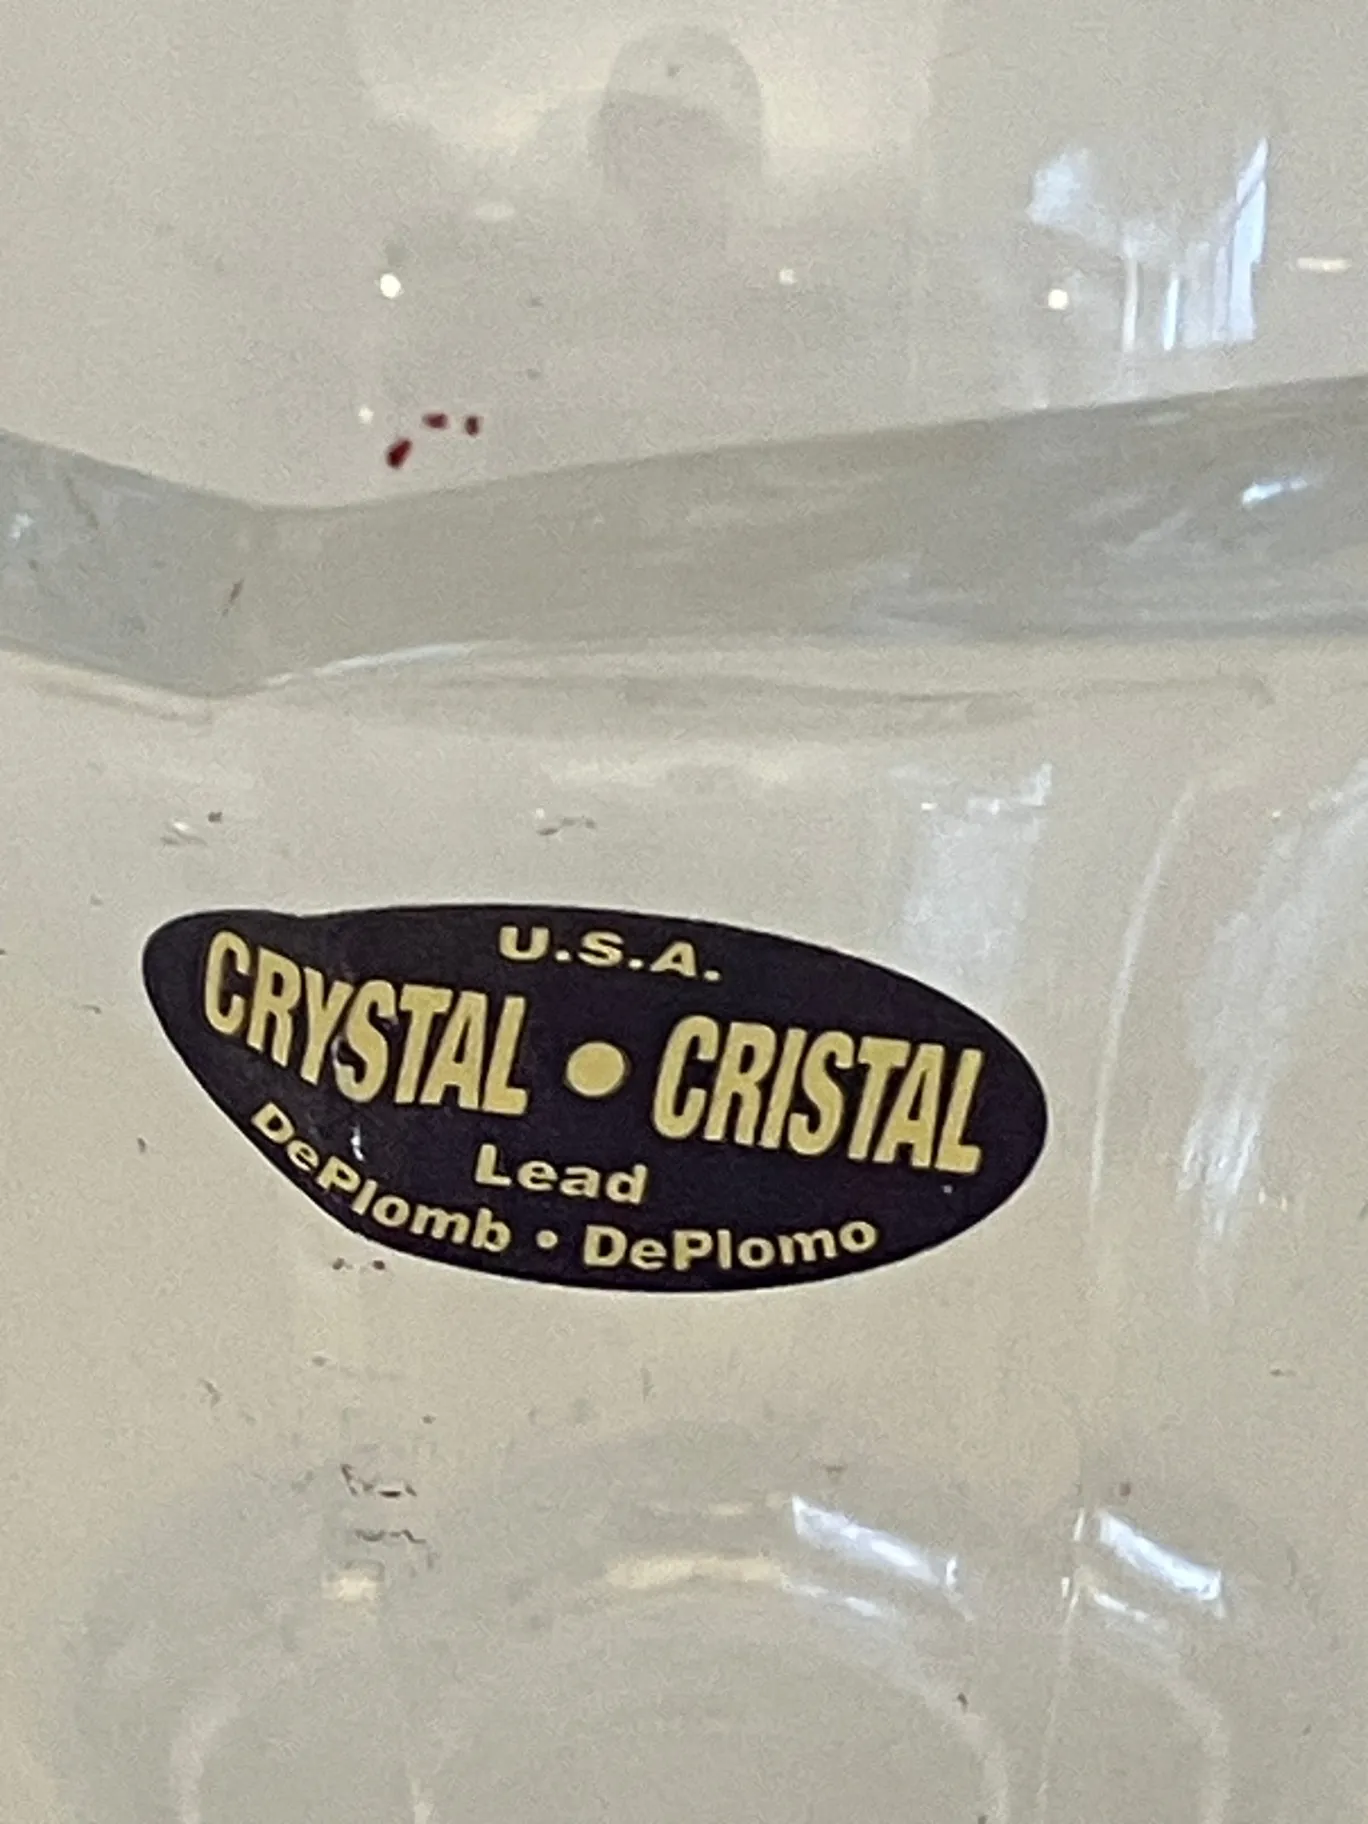 U.S.A.
CRYSTAL • CRISTAL
Lead
DePlomb • DePlomo